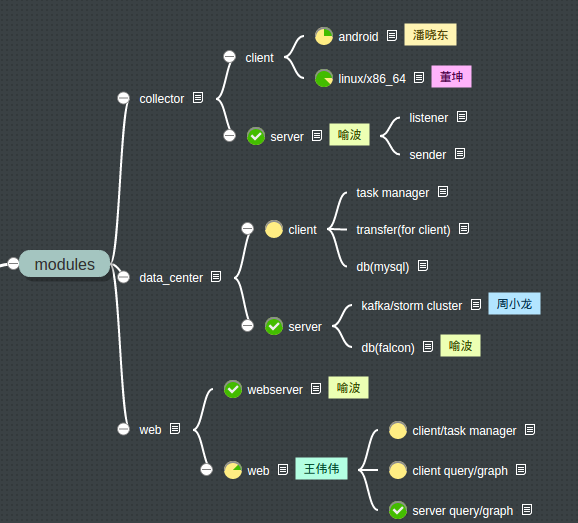 modules
collector
client
android 潘晓东
linux/x86_64 董坤
server 喻波
listener
sender
data_center
client
task manager
transfer(for client)
db(mysql)
server
kafka/storm cluster 周小龙
db(falcon) 喻波
web
webserver 喻波
web 王伟伟
client/task manager
client query/graph
server query/graph